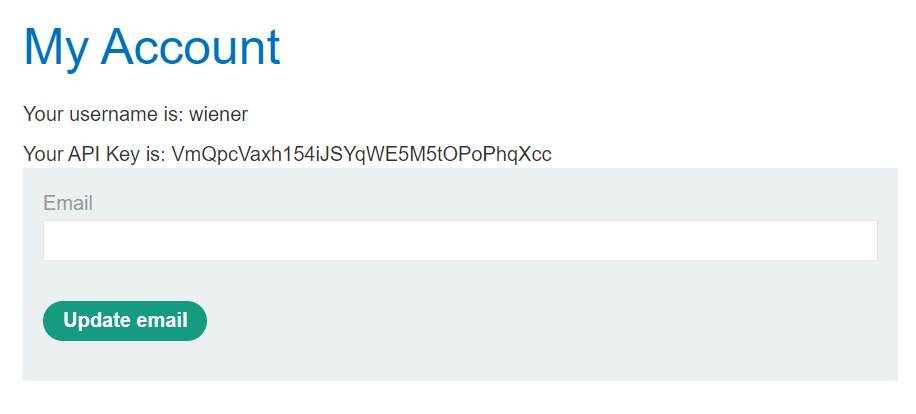 My Account
Your username is: wiener
Your API Key is: VmQpcVaxh154iJSYqWE5M5tOPoPhqXcc
Email
Update email